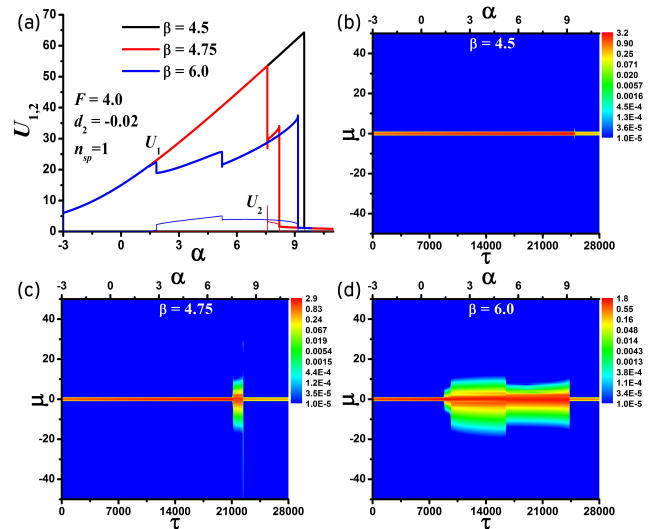 (a)
70
60
50
40
30
20
10
0
U1,2
β = 4.5
β = 4.75
β = 6.0
F = 4.0
d2 = -0.02
nsp=1
U1
U2
-3 0 3 6 9
α
(b)
α
-3 0 3 6 9
β = 4.5
40
20
0
-20
-40
μ
0 7000 14000 21000 28000
τ
3.2
0.90
0.25
0.071
0.020
0.0057
0.0016
4.5E-4
1.3E-4
3.6E-5
1.0E-5
(c)
α
-3 0 3 6 9
β = 4.75
40
20
0
-20
-40
μ
0 7000 14000 21000 28000
τ
2.9
0.83
0.24
0.067
0.019
0.0054
0.0015
4.4E-4
1.2E-4
3.5E-5
1.0E-5
(d)
α
-3 0 3 6 9
β = 6.0
40
20
0
-20
-40
μ
0 7000 14000 21000 28000
τ
1.8
0.55
0.16
0.048
0.014
0.0043
0.0013
3.8E-4
1.1E-4
3.4E-5
1.0E-5